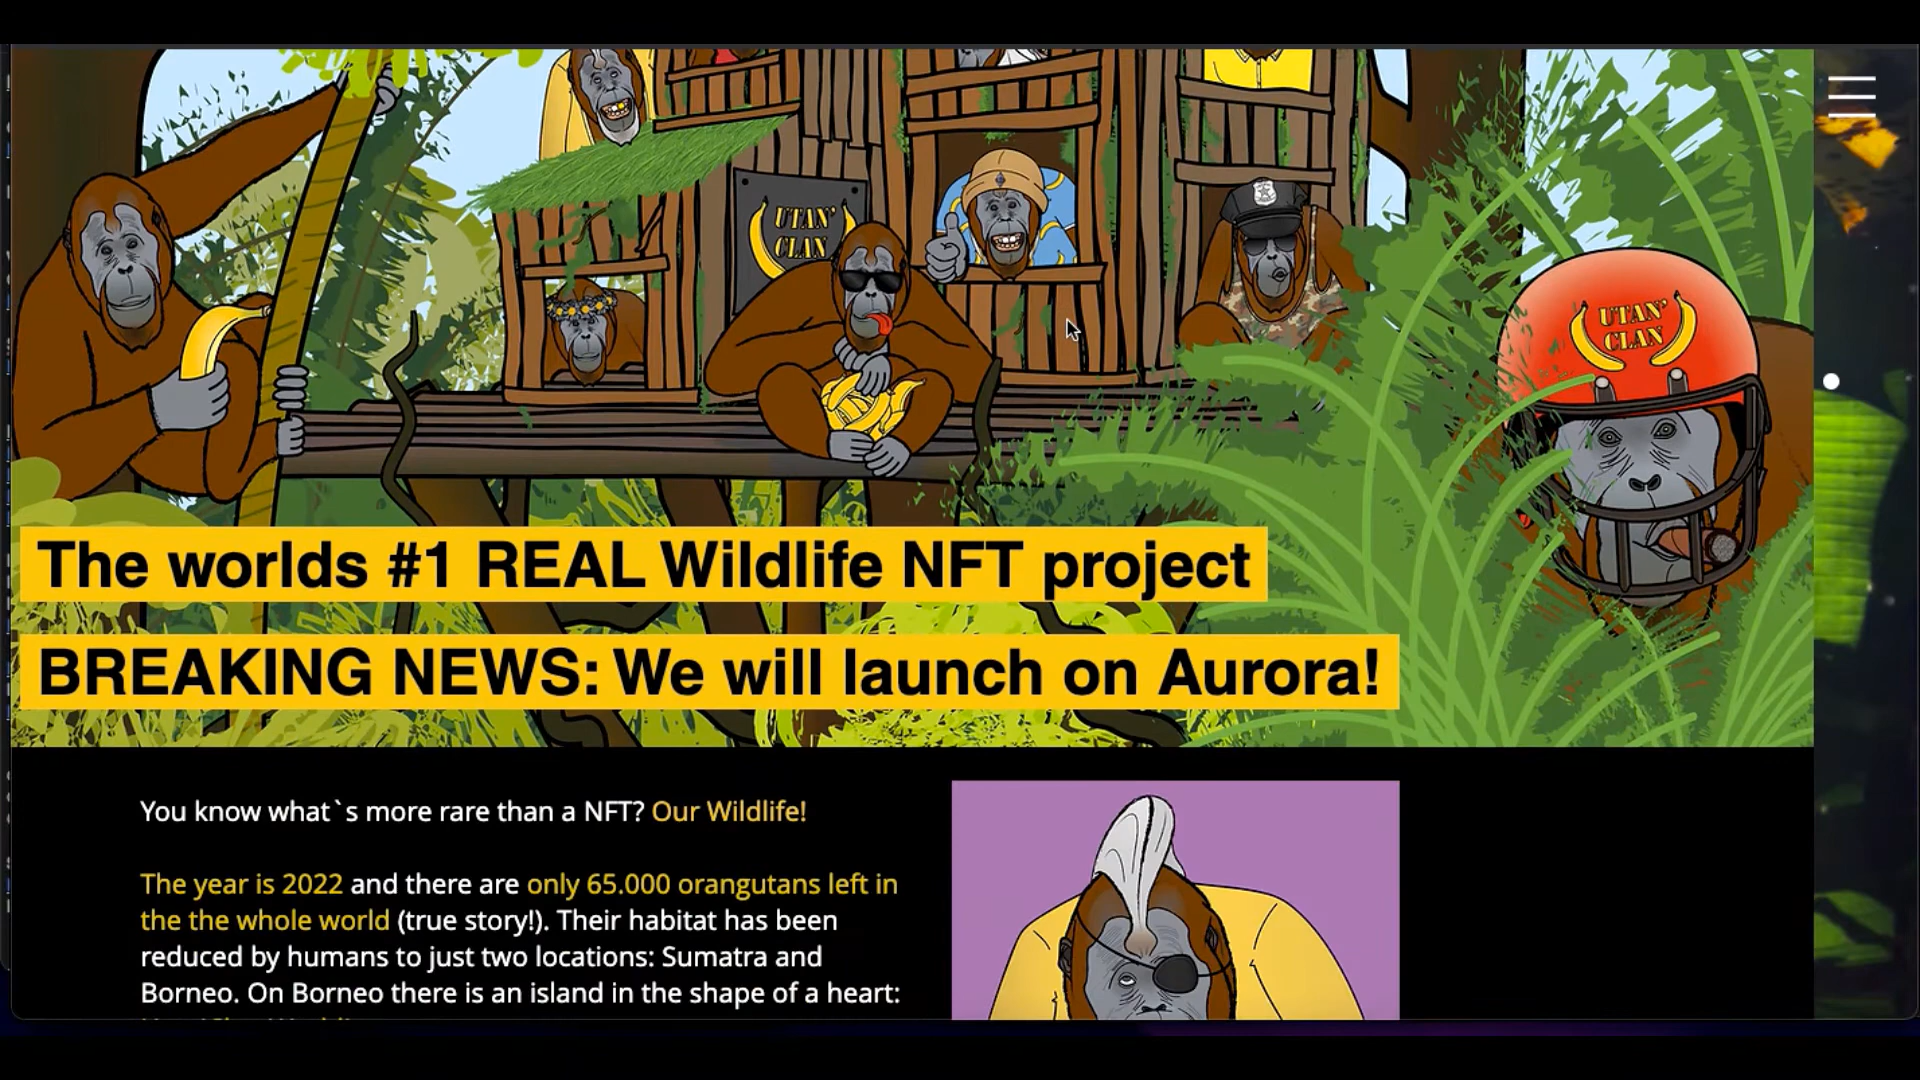 UTAN'
CLAN
UTAN'
CLAN
The worlds #1 REAL Wildlife NFT project
BREAKING NEWS: We will launch on Aurora!
You know what`s more rare than a NFT? Our Wildlife!
The year is 2022 and there are only 65.000 orangutans left in
the the whole world (true story!). Their habitat has been
reduced by humans to just two locations: Sumatra and
Borneo. On Borneo there is an island in the shape of a heart: